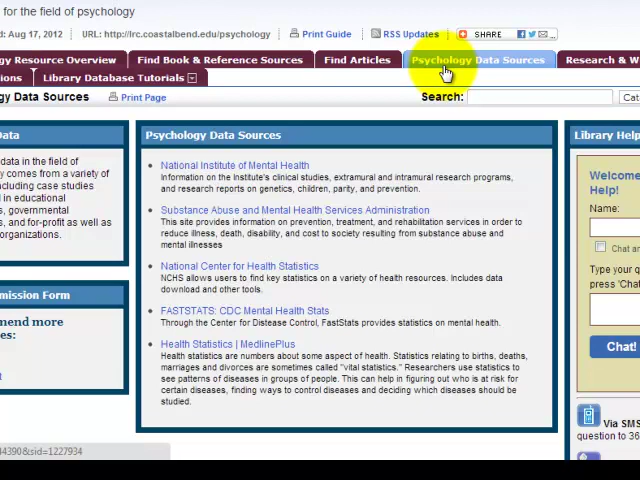 for the field of psychology
d: Aug 17, 2012 URL: http://lrc.coastalbend.edu/psychology Print Guide RSS Updates SHARE
gy Resource Overview Find Book & Reference Sources Find Articles Psychology Data Sources Research & W
ions Library Database Tutorials
gy Data Sources Print Page Search: Cat
Data
data in the field of
y comes from a variety of
ncluding case studies
d in educational
s, governmental
s, and for-profit as well as
organizations.
mission Form
mend more
es:
t
Psychology Data Sources
National Institute of Mental Health
Information on the Institute's clinical studies, extramural and intramural research programs,
and research reports on genetics, children, parity, and prevention.
Substance Abuse and Mental Health Services Administration
This site provides information on prevention, treatment, and rehabilitation services in order to
reduce illness, death, disability, and cost to society resulting from substance abuse and
mental illnesses
National Center for Health Statistics
NCHS allows users to find key statistics on a variety of health resources. Includes data
download and other tools.
FASTSTATS: CDC Mental Health Stats
Through the Center for Disease Control, FastStats provides statistics on mental health.
Health Statistics | MedlinePlus
Health statistics are numbers about some aspect of health. Statistics relating to births, deaths,
marriages and divorces are sometimes called "vital statistics." Researchers use statistics to
see patterns of diseases in groups of people. This can help in figuring out who is at risk for
certain diseases, finding ways to control diseases and deciding which diseases should be
studied.
Library Help
Welcome
Help!
Name:
Chat an
Type your q
press 'Chat
Chat!
Via SMS
question to 36
44390&sid=1227934